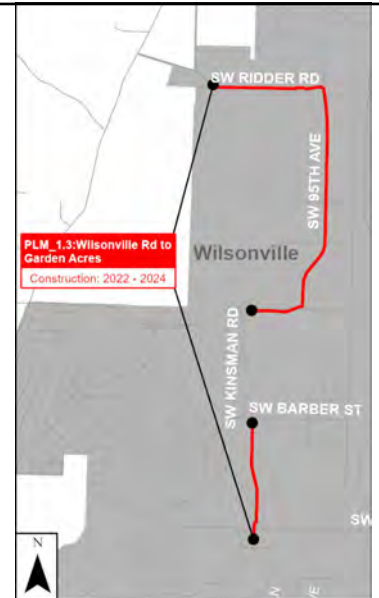 SW RIDDER RD
SW 95TH AVE
PLM_1.3:Wilsonville Rd to
Garden Acres
Construction: 2022 - 2024
Wilsonville
SW KINSMAN RD
SW BARBER ST
SW
N
N
VE